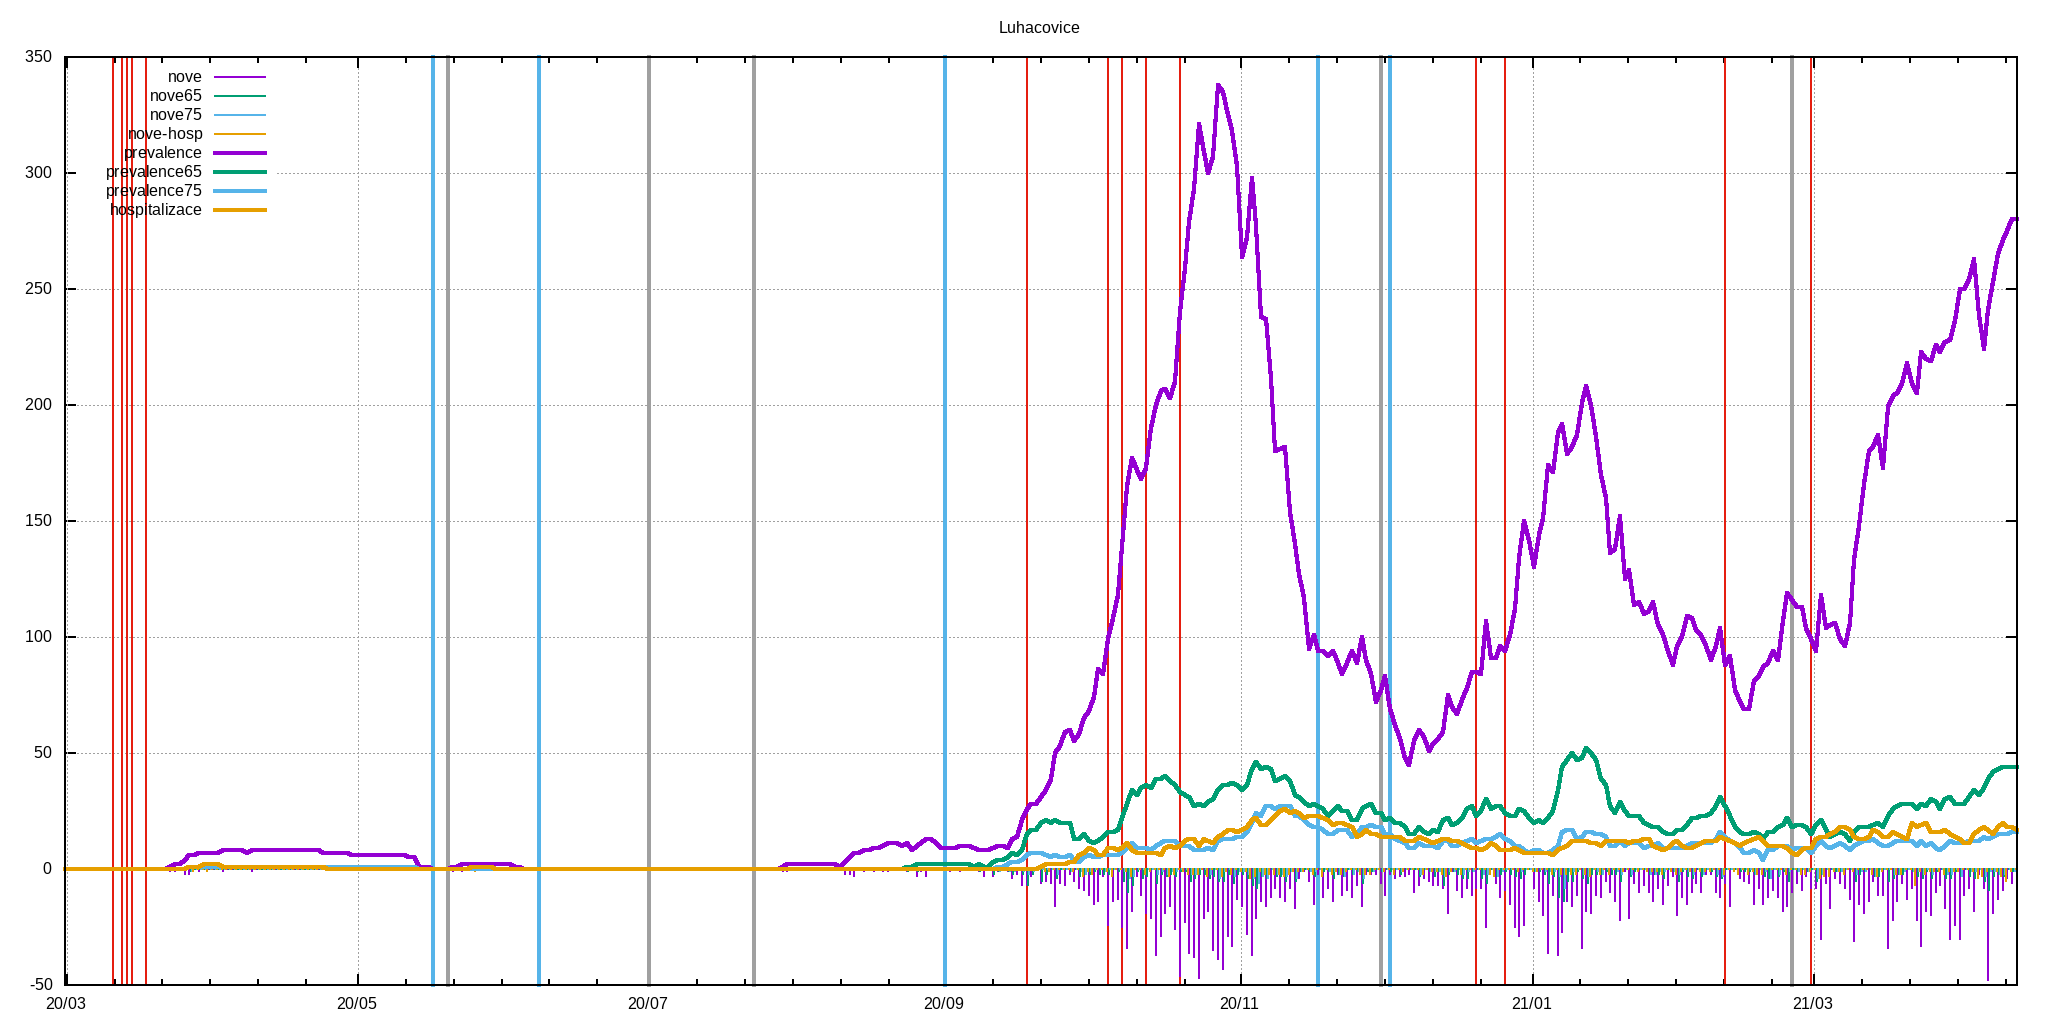 Luhacovice
350
300
250
200
150
100
50
0
-50
nove
nove65
nove75
nove-hosp
prevalence
prevalence65
prevalence75
hospitalizace
20/03 20/05 20/07 20/09 20/11 21/01 21/03